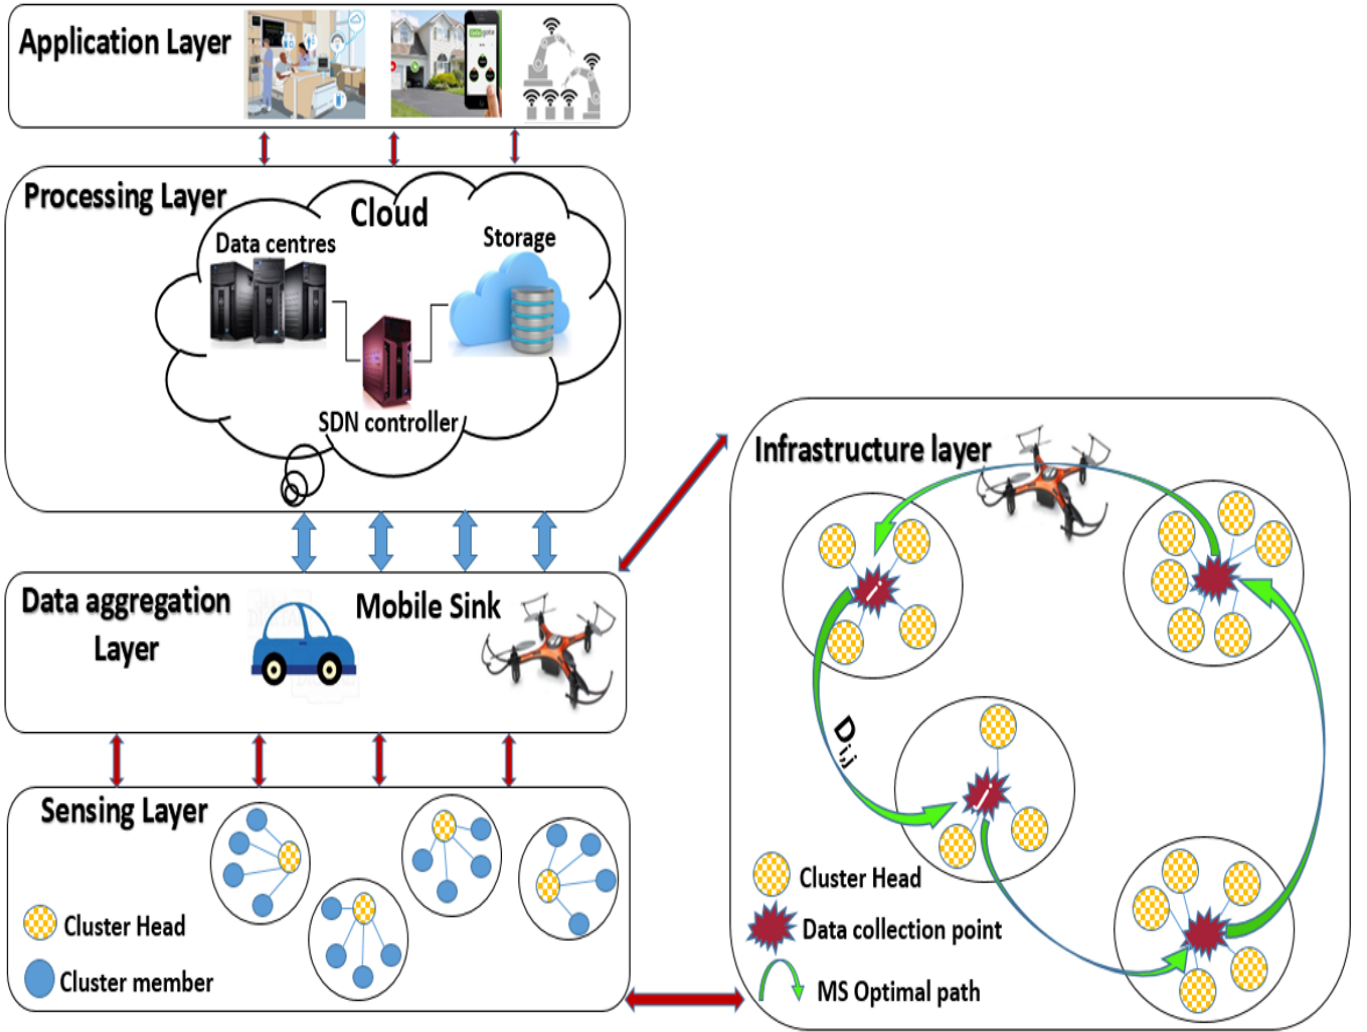 Application Layer
Processing Layer
Cloud
Data centres
Storage
SDN controller
Data aggregation
Layer
Mobile Sink
Sensing Layer
Cluster Head
Cluster member
Infrastructure layer
i
Di,j
j
Cluster Head
Data collection point
MS Optimal path